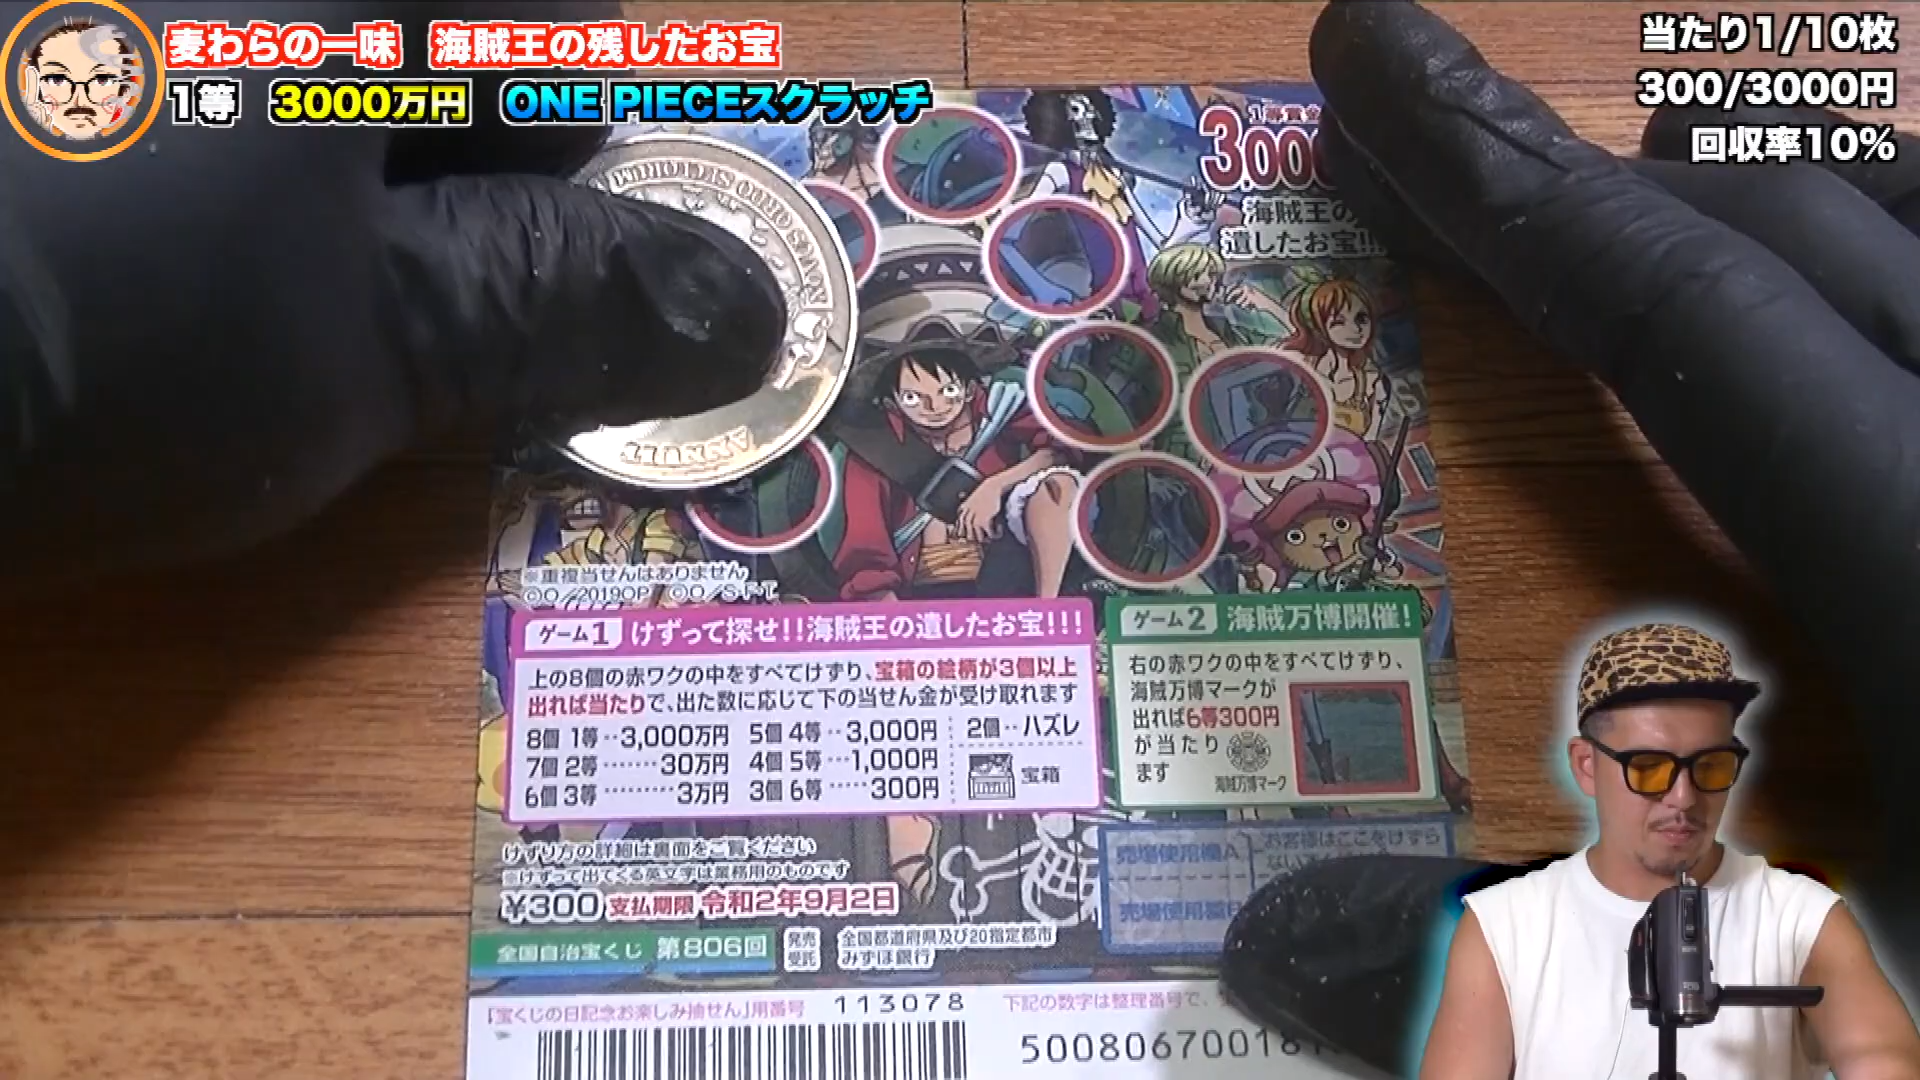 麦わらの一味 海賊王の残したお宝
1等 3000万円 ONE PIECEスクラッチ
当たり1/10枚
300/3000円
回収率10%
NOVUS ORDO SECLORUM
1等賞金
3,000
海賊王の
遺したお宝!!!
※重複当せんはありません
©O/2019OP ©O/S・F・T
ゲーム1 けずって探せ!!海賊王の遺したお宝!!!
上の8個の赤ワクの中をすべてけずり、宝箱の絵柄が3個以上
出れば当たりで、出た数に応じて下の当せん金が受け取れます
8個 1等‥3,000万円 5個 4等‥3,000円 2個‥ハズレ
7個 2等……30万円 4個 5等…1,000円
6個 3等………3万円 3個 6等……300円
宝箱
ゲーム2 海賊万博開催!
右の赤ワクの中をすべてけずり、
海賊万博マークが
出れば6等300円
が当たり
ます
海賊万博マーク
けずり方の詳細は裏面をご覧ください
※けずって出てくる英文字は業務用のものです
¥300 支払期限 令和2年9月2日
全国自治宝くじ 第806回
発売 全国都道府県及び20指定都市
受託 みずほ銀行
売場使用欄A
お客様はここをけずら
売場使用欄B
「宝くじの日記念お楽しみ抽せん」用番号 113078
下記の数字は整理番号で、
50080670018